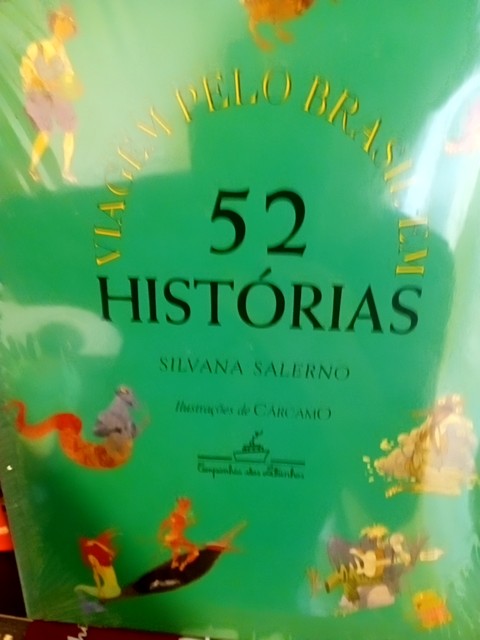 VIAGEM PELO BRASIL EM
52
HISTÓRIAS
SILVANA SALERNO
Ilustrações de CÁRCAMO
Companhia das Letrinhas